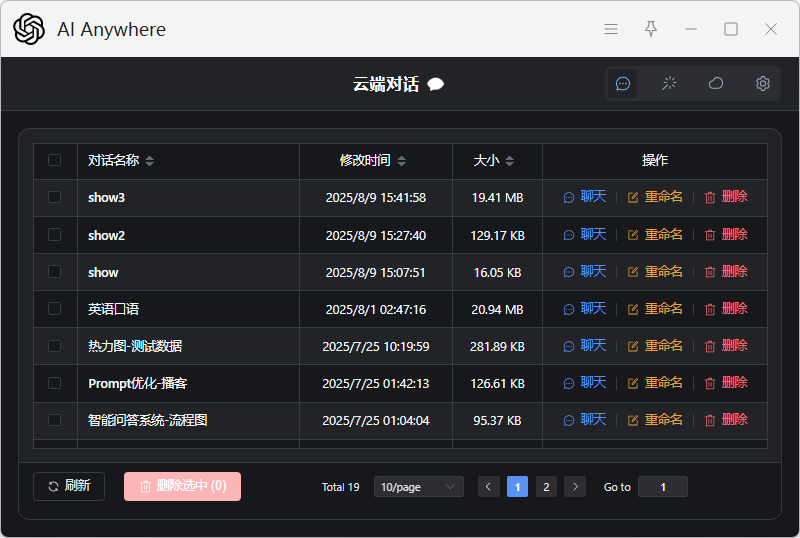 AI Anywhere
云端对话
对话名称 修改时间 大小 操作
show3 2025/8/9 15:41:58 19.41 MB 聊天 重命名 删除
show2 2025/8/9 15:27:40 129.17 KB 聊天 重命名 删除
show 2025/8/9 15:07:51 16.05 KB 聊天 重命名 删除
英语口语 2025/8/1 02:47:16 20.94 MB 聊天 重命名 删除
热力图-测试数据 2025/7/25 10:19:59 281.89 KB 聊天 重命名 删除
Prompt优化-播客 2025/7/25 01:42:13 126.61 KB 聊天 重命名 删除
智能问答系统-流程图 2025/7/25 01:04:04 95.37 KB 聊天 重命名 删除
刷新 删除选中 (0) Total 19 10/page 1 2 Go to 1